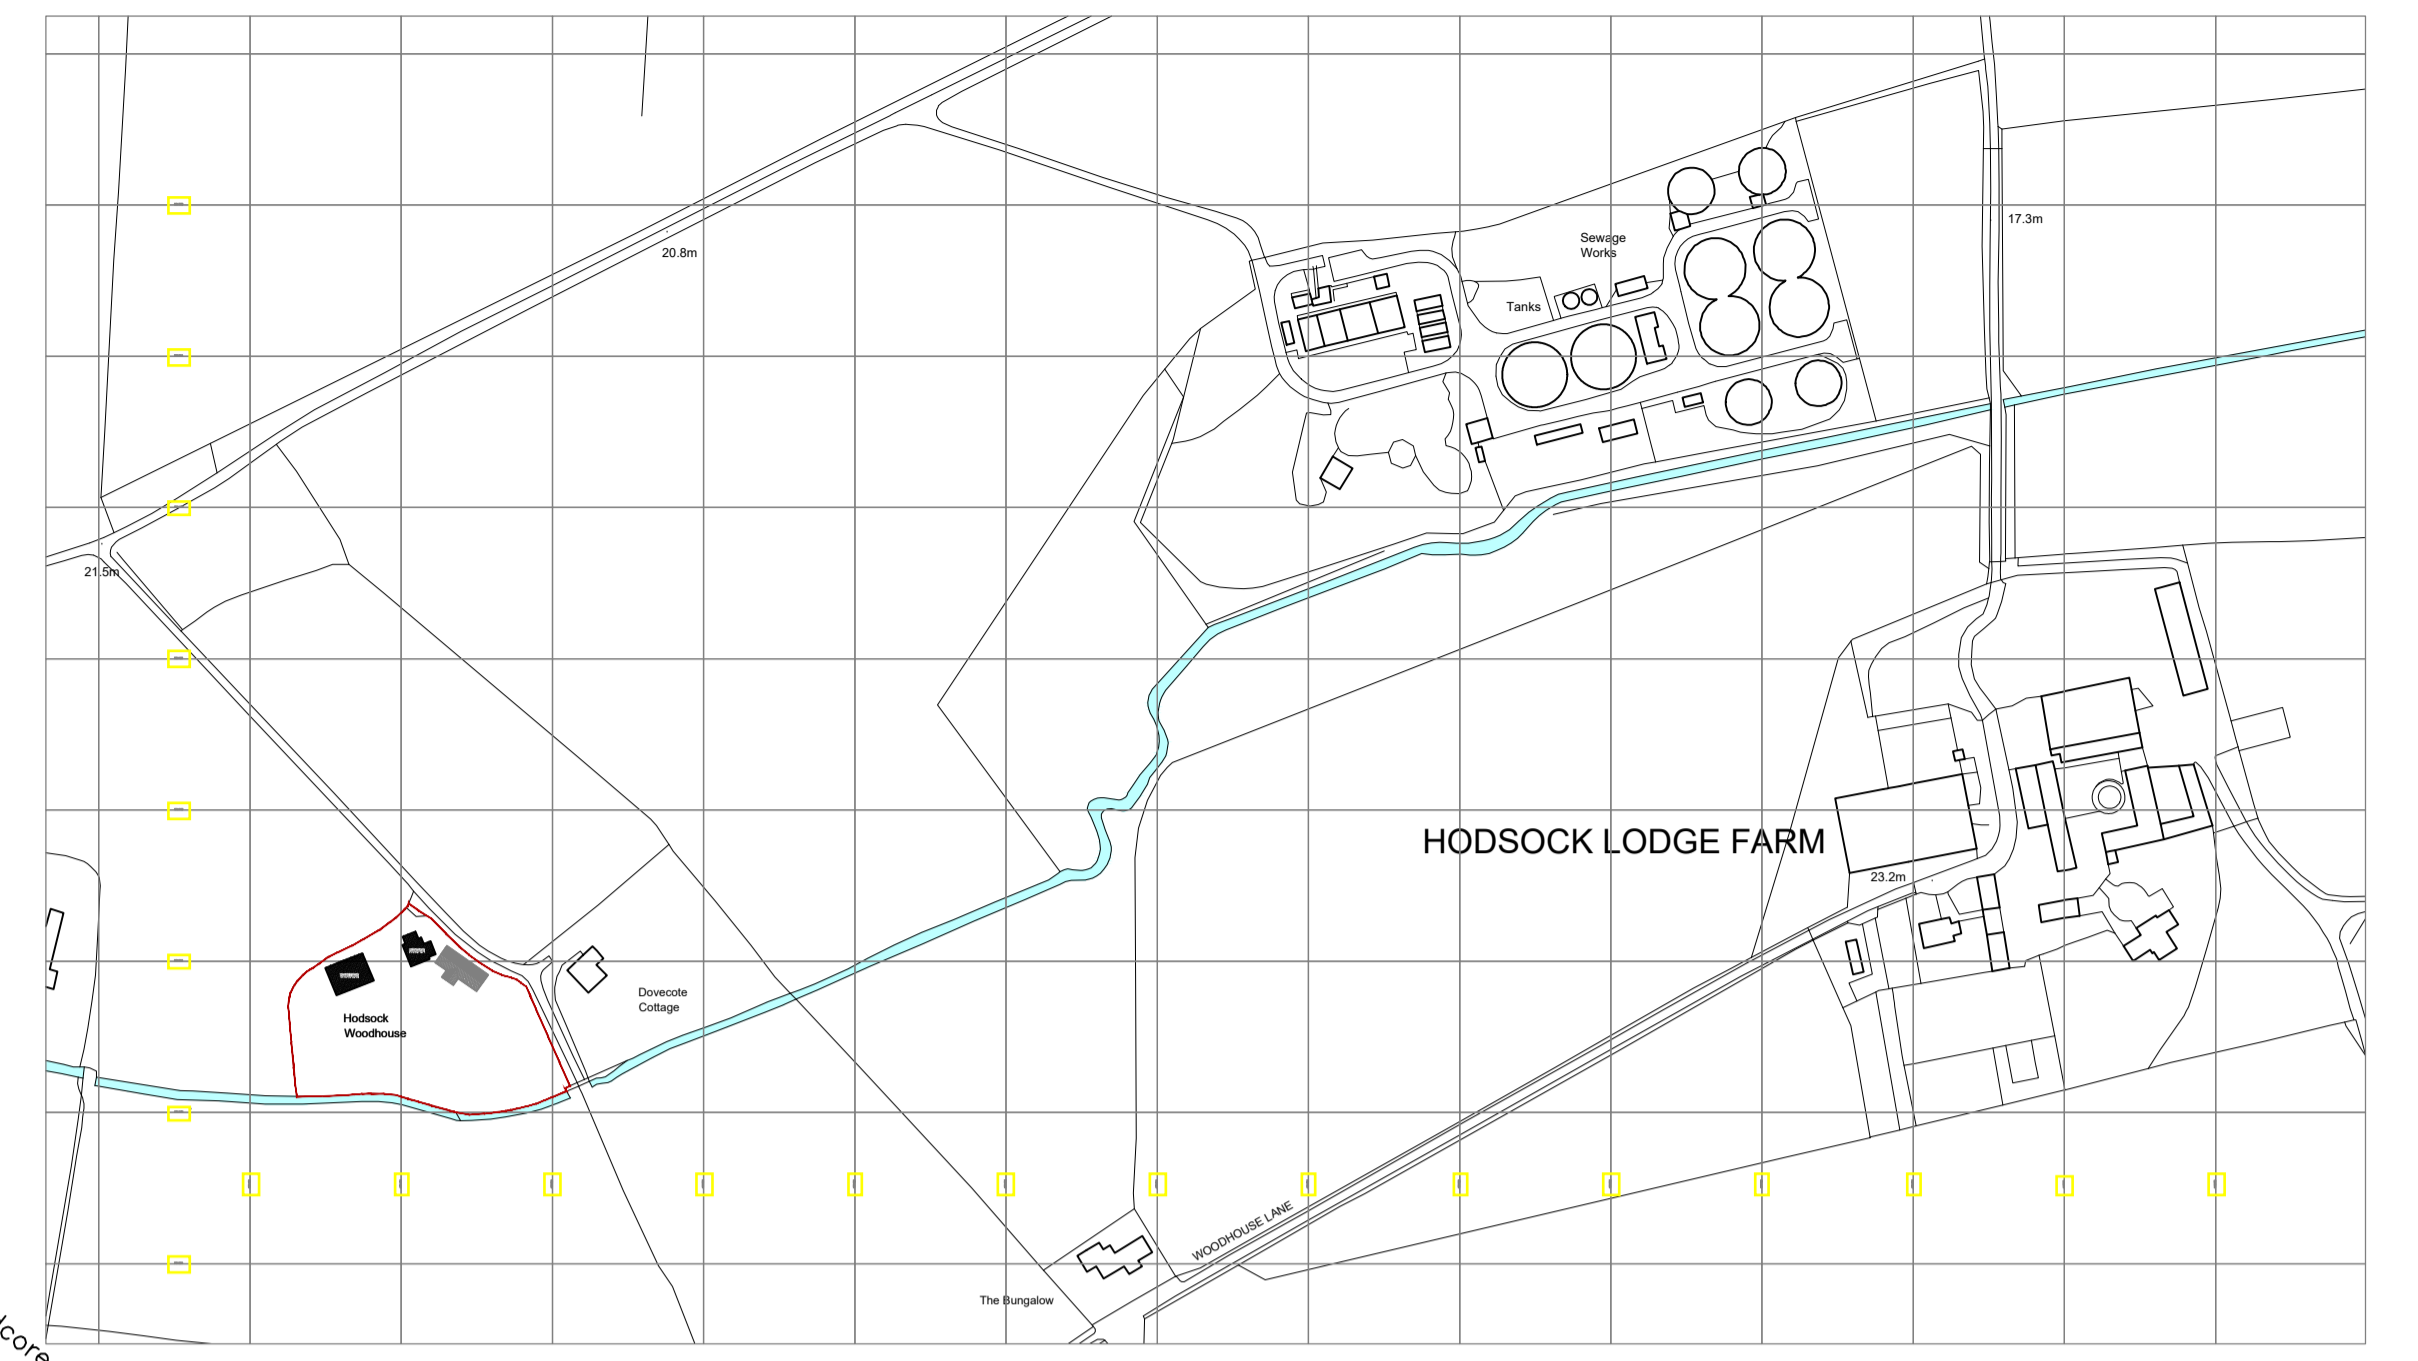 17.3m
Sewage
Works
20.8m
Tanks
21.5m
HODSOCK LODGE FARM
23.2m
Dovecote
Cottage
Hodsock
Woodhouse
WOODHOUSE LANE
The Bungalow